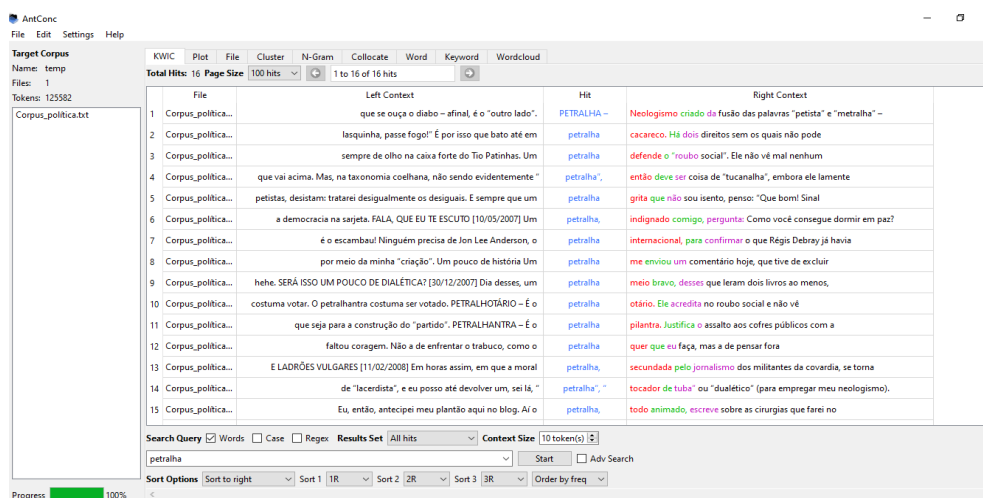 AntConc
File Edit Settings Help
Target Corpus
Name: temp
Files: 1
Tokens: 125582
Corpus_política.txt
Progress 100%
KWIC Plot File Cluster N-Gram Collocate Word Keyword Wordcloud
Total Hits: 16 Page Size 100 hits 1 to 16 of 16 hits
File Left Context Hit Right Context
1 Corpus_política... que se ouça o diabo – afinal, é o "outro lado". PETRALHA – Neologismo criado da fusão das palavras "petista" e "metralha" –
2 Corpus_política... lasquinha, passe fogo!" É por isso que bato até em petralha cacareco. Há dois direitos sem os quais não pode
3 Corpus_política... sempre de olho na caixa forte do Tio Patinhas. Um petralha defende o "roubo social". Ele não vê mal nenhum
4 Corpus_política... que vai acima. Mas, na taxonomia coelhana, não sendo evidentemente " petralha", então deve ser coisa de "tucanalha", embora ele lamente
5 Corpus_política... petistas, desistam: tratarei desigualmente os desiguais. E sempre que um petralha grita que não sou isento, penso: "Que bom! Sinal
6 Corpus_política... a democracia na sarjeta. FALA, QUE EU TE ESCUTO [10/05/2007] Um petralha, indignado comigo, pergunta: Como você consegue dormir em paz?
7 Corpus_política... é o escambau! Ninguém precisa de Jon Lee Anderson, o petralha internacional, para confirmar o que Régis Debray já havia
8 Corpus_política... por meio da minha "criação". Um pouco de história Um petralha me enviou um comentário hoje, que tive de excluir
9 Corpus_política... hehe. SERÁ ISSO UM POUCO DE DIALÉTICA? [30/12/2007] Dia desses, um petralha meio bravo, desses que leram dois livros ao menos,
10 Corpus_política... costuma votar. O petralhantra costuma ser votado. PETRALHOTÁRIO – É o petralha otário. Ele acredita no roubo social e não vê
11 Corpus_política... que seja para a construção do "partido". PETRALHANTRA – É o petralha pilantra. Justifica o assalto aos cofres públicos com a
12 Corpus_política... faltou coragem. Não a de enfrentar o trabuco, como o petralha quer que eu faça, mas a de pensar fora
13 Corpus_política... E LADRÕES VULGARES [11/02/2008] Em horas assim, em que a moral petralha, secundada pelo jornalismo dos militantes da covardia, se torna
14 Corpus_política... de "lacerdista", e eu posso até devolver um, sei lá, " petralha", " tocador de tuba" ou "dualético" (para empregar meu neologismo).
15 Corpus_política... Eu, então, antecipei meu plantão aqui no blog. Aí o petralha, todo animado, escreve sobre as cirurgias que farei no
Search Query Words Case Regex Results Set All hits Context Size 10 token(s)
petralha Start Adv Search
Sort Options Sort to right Sort 1 1R Sort 2 2R Sort 3 3R Order by freq